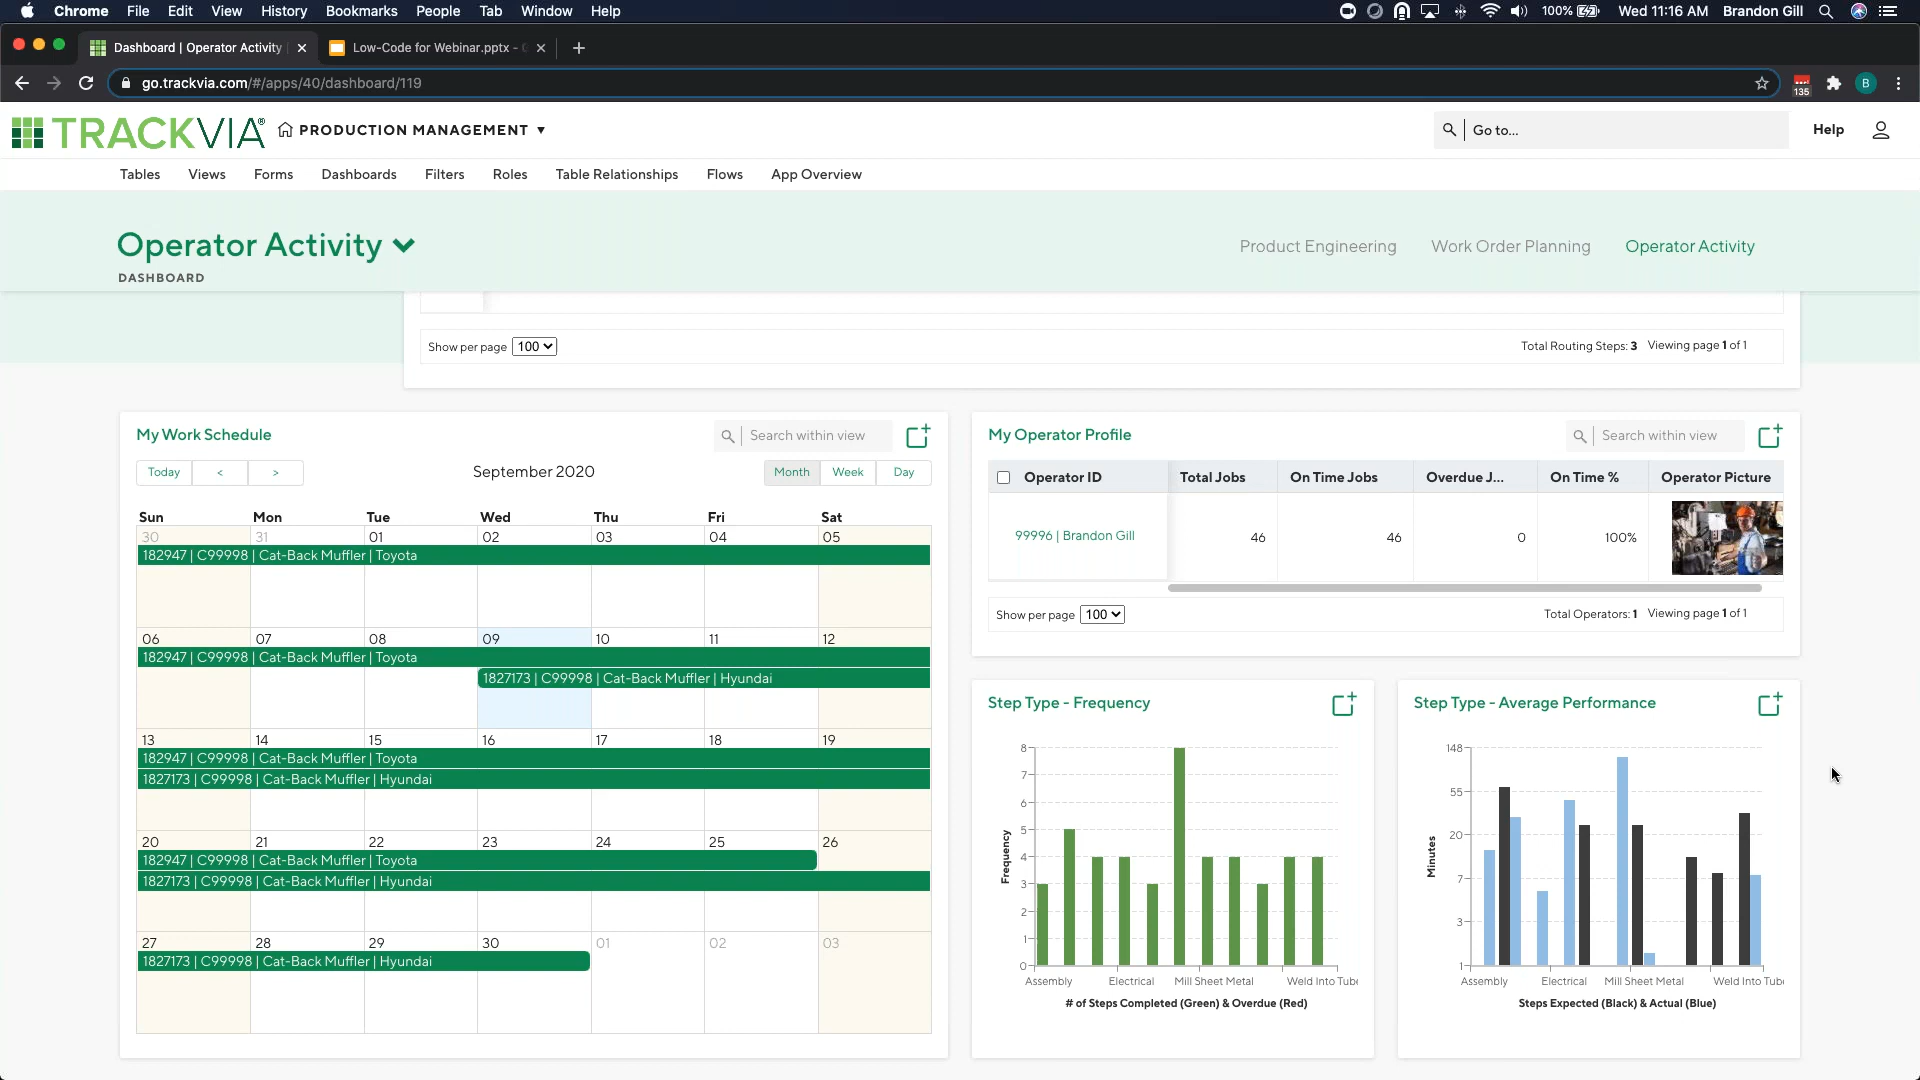 Chrome File Edit View History Bookmarks People Tab Window Help 100% Wed 11:16 AM Brandon Gill
Dashboard | Operator Activity Low-Code for Webinar.pptx -
go.trackvia.com/#/apps/40/dashboard/119 135 B
TRACKVIA® PRODUCTION MANAGEMENT Go to... Help
Tables Views Forms Dashboards Filters Roles Table Relationships Flows App Overview
Operator Activity Product Engineering Work Order Planning Operator Activity
DASHBOARD
Show per page 100 Total Routing Steps: 3 Viewing page 1 of 1
My Work Schedule Search within view
Today < > September 2020 Month Week Day
Sun Mon Tue Wed Thu Fri Sat
30 31 01 02 03 04 05
182947 | C99998 | Cat-Back Muffler | Toyota
06 07 08 09 10 11 12
182947 | C99998 | Cat-Back Muffler | Toyota
1827173 | C99998 | Cat-Back Muffler | Hyundai
13 14 15 16 17 18 19
182947 | C99998 | Cat-Back Muffler | Toyota
1827173 | C99998 | Cat-Back Muffler | Hyundai
20 21 22 23 24 25 26
182947 | C99998 | Cat-Back Muffler | Toyota
1827173 | C99998 | Cat-Back Muffler | Hyundai
27 28 29 30 01 02 03
1827173 | C99998 | Cat-Back Muffler | Hyundai
My Operator Profile Search within view
Operator ID Total Jobs On Time Jobs Overdue J... On Time % Operator Picture
99996 | Brandon Gill 46 46 0 100%
Show per page 100 Total Operators: 1 Viewing page 1 of 1
Step Type - Frequency
8
7
6
5
4
3
2
1
0
Frequency
Assembly Electrical Mill Sheet Metal Weld Into Tube
# of Steps Completed (Green) & Overdue (Red)
Step Type - Average Performance
148
55
20
7
3
1
Minutes
Assembly Electrical Mill Sheet Metal Weld Into Tube
Steps Expected (Black) & Actual (Blue)